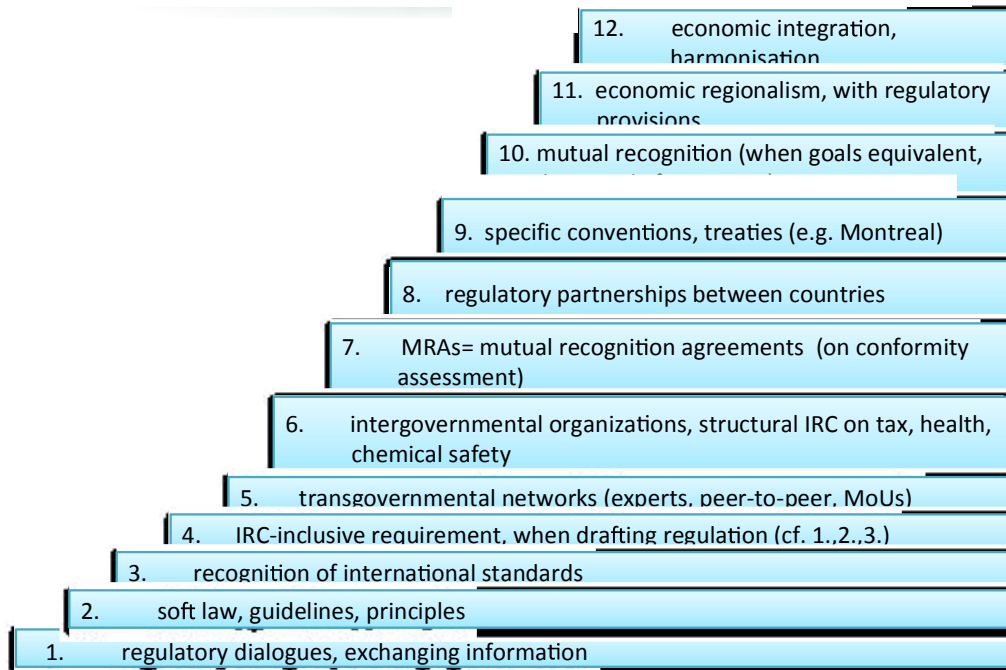 12. economic integration,
harmonisation
11. economic regionalism, with regulatory
provisions
10. mutual recognition (when goals equivalent,
9. specific conventions, treaties (e.g. Montreal)
8. regulatory partnerships between countries
7. MRAs= mutual recognition agreements (on conformity
assessment)
6. intergovernmental organizations, structural IRC on tax, health,
chemical safety
5. transgovernmental networks (experts, peer-to-peer, MoUs)
4. IRC-inclusive requirement, when drafting regulation (cf. 1.,2.,3.)
3. recognition of international standards
2. soft law, guidelines, principles
1. regulatory dialogues, exchanging information